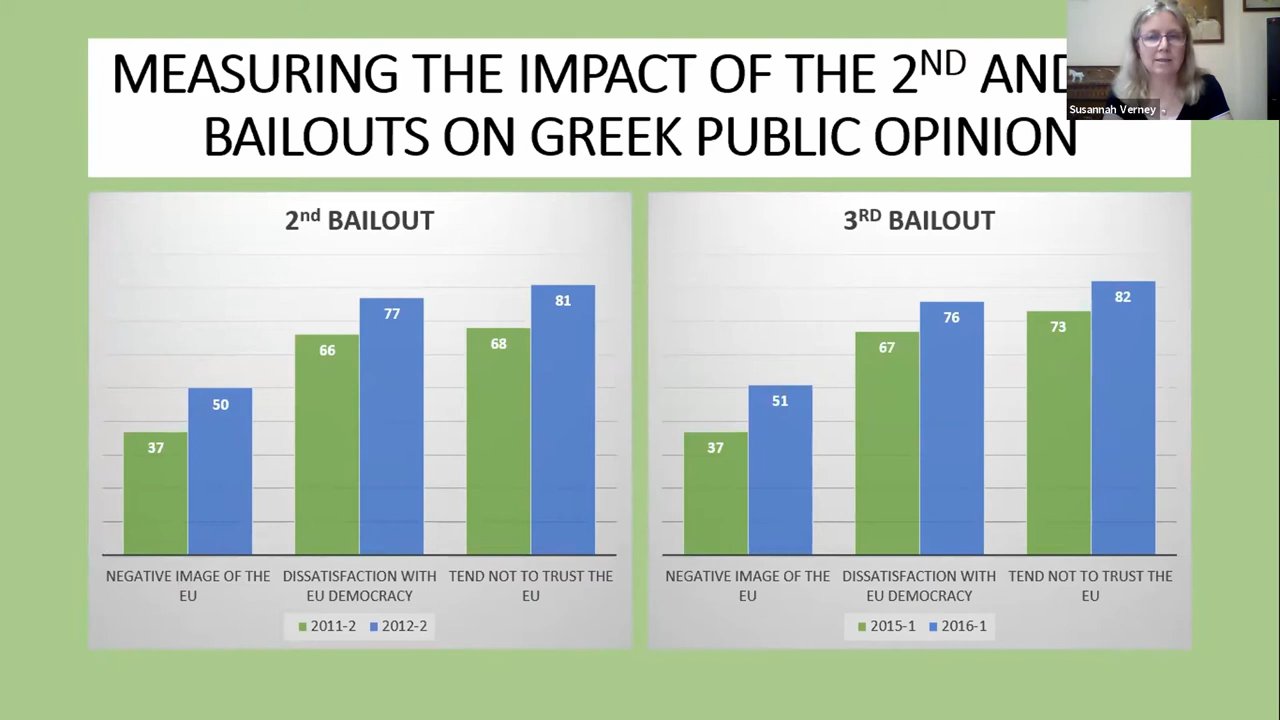 MEASURING THE IMPACT OF THE 2ND AND
BAILOUTS ON GREEK PUBLIC OPINION
Susannah Verney
2nd BAILOUT
37
50
66
77
68
81
NEGATIVE IMAGE OF THE
EU
DISSATISFACTION WITH
EU DEMOCRACY
TEND NOT TO TRUST THE
EU
2011-2
2012-2
3RD BAILOUT
37
51
67
76
73
82
NEGATIVE IMAGE OF THE
EU
DISSATISFACTION WITH
EU DEMOCRACY
TEND NOT TO TRUST THE
EU
2015-1
2016-1